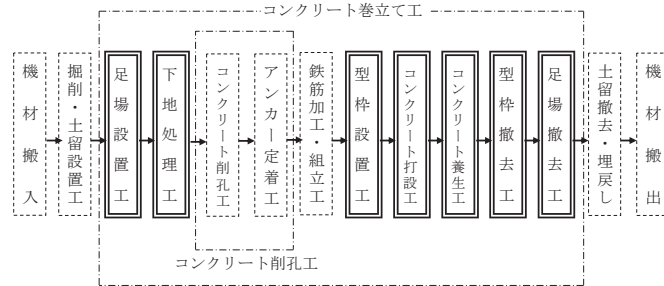 コンクリート巻立て工
機材搬入
掘削・土留設置工
足場設置工
下地処理工
コンクリート削孔工
アンカー定着工
鉄筋加工・組立工
型枠設置工
コンクリート打設工
コンクリート養生工
型枠撤去工
足場撤去工
土留撤去・埋戻し
機材搬出
コンクリート削孔工